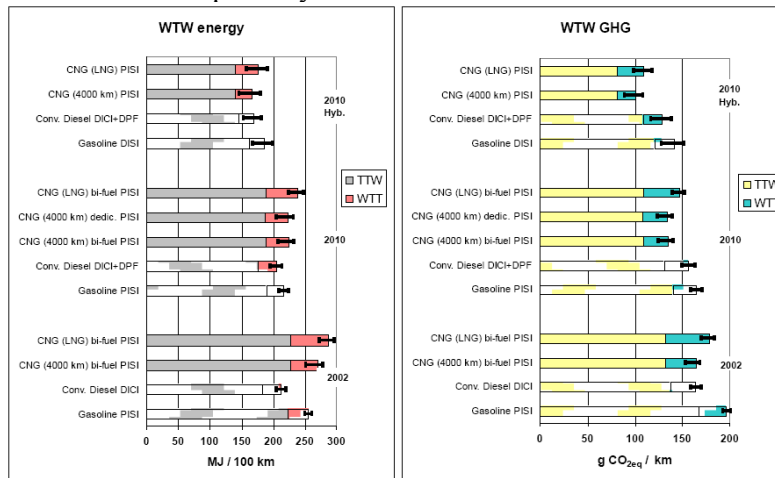 WTW energy
CNG (LNG) PISI
CNG (4000 km) PISI
Conv. Diesel DICI+DPF
Gasoline DISI
2010
Hyb.
TTW
WTT
CNG (LNG) bi-fuel PISI
CNG (4000 km) dedic. PISI
CNG (4000 km) bi-fuel PISI
Conv. Diesel DICI+DPF
Gasoline PISI
2010
CNG (LNG) bi-fuel PISI
CNG (4000 km) bi-fuel PISI
Conv. Diesel DICI
Gasoline PISI
2002
0 50 100 150 200 250 300
MJ / 100 km
WTW GHG
CNG (LNG) PISI
CNG (4000 km) PISI
Conv. Diesel DICI+DPF
Gasoline DISI
2010
Hyb.
TTW
WTT
CNG (LNG) bi-fuel PISI
CNG (4000 km) dedic. PISI
CNG (4000 km) bi-fuel PISI
Conv. Diesel DICI+DPF
Gasoline PISI
2010
CNG (LNG) bi-fuel PISI
CNG (4000 km) bi-fuel PISI
Conv. Diesel DICI
Gasoline PISI
2002
0 50 100 150 200
g CO2eq / km